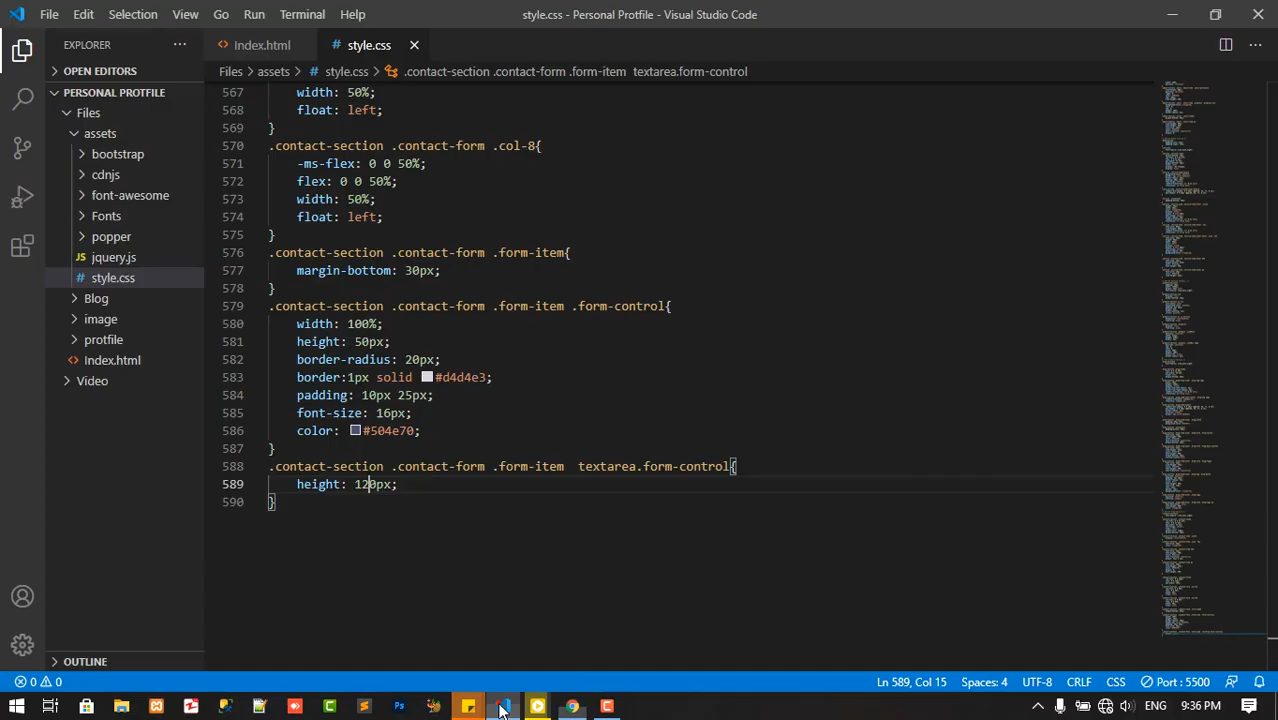 File Edit Selection View Go Run Terminal Help
style.css - Personal Protfile - Visual Studio Code
EXPLORER
OPEN EDITORS
PERSONAL PROTFILE
Files
assets
bootstrap
cdnjs
font-awesome
Fonts
popper
JS jquery.js
# style.css
Blog
image
profile
<> Index.html
Video
OUTLINE
<> Index.html
# style.css
Files > assets > # style.css > .contact-section .contact-form .form-item textarea.form-control
567 width: 50%;
568 float: left;
569 }
570 .contact-section .contact-form .col-8{
571 -ms-flex: 0 0 50%;
572 flex: 0 0 50%;
573 width: 50%;
574 float: left;
575 }
576 .contact-section .contact-form .form-item{
577 margin-bottom: 30px;
578 }
579 .contact-section .contact-form .form-item .form-control{
580 width: 100%;
581 height: 50px;
582 border-radius: 20px;
583 border:1px solid #d4d4e3;
584 padding: 10px 25px;
585 font-size: 16px;
586 color: #504e70;
587 }
588 .contact-section .contact-form .form-item  textarea.form-control{
589 height: 120px;
590 }
0 0
Ln 589, Col 15 Spaces: 4 UTF-8 CRLF CSS Port : 5500
ENG 9:36 PM